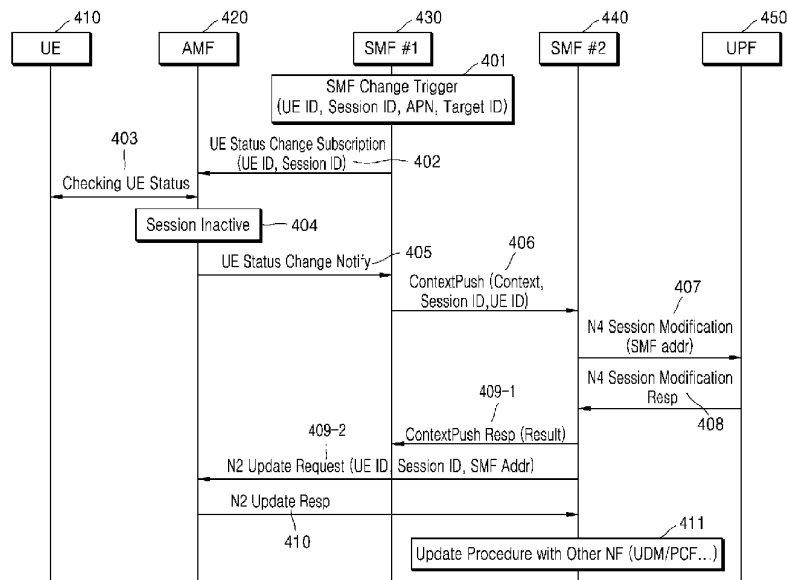 410
420
430
440
450
UE
AMF
SMF #1
SMF #2
UPF
401
SMF Change Trigger
(UE ID, Session ID, APN, Target ID)
403
UE Status Change Subscription
(UE ID, Session ID)
402
Checking UE Status
Session Inactive
404
UE Status Change Notify
405
406
ContextPush (Context,
Session ID,UE ID)
407
N4 Session Modification
(SMF addr)
N4 Session Modification
Resp
408
409-1
ContextPush Resp (Result)
409-2
N2 Update Request (UE ID, Session ID, SMF Addr)
N2 Update Resp
410
411
Update Procedure with Other NF (UDM/PCF...)